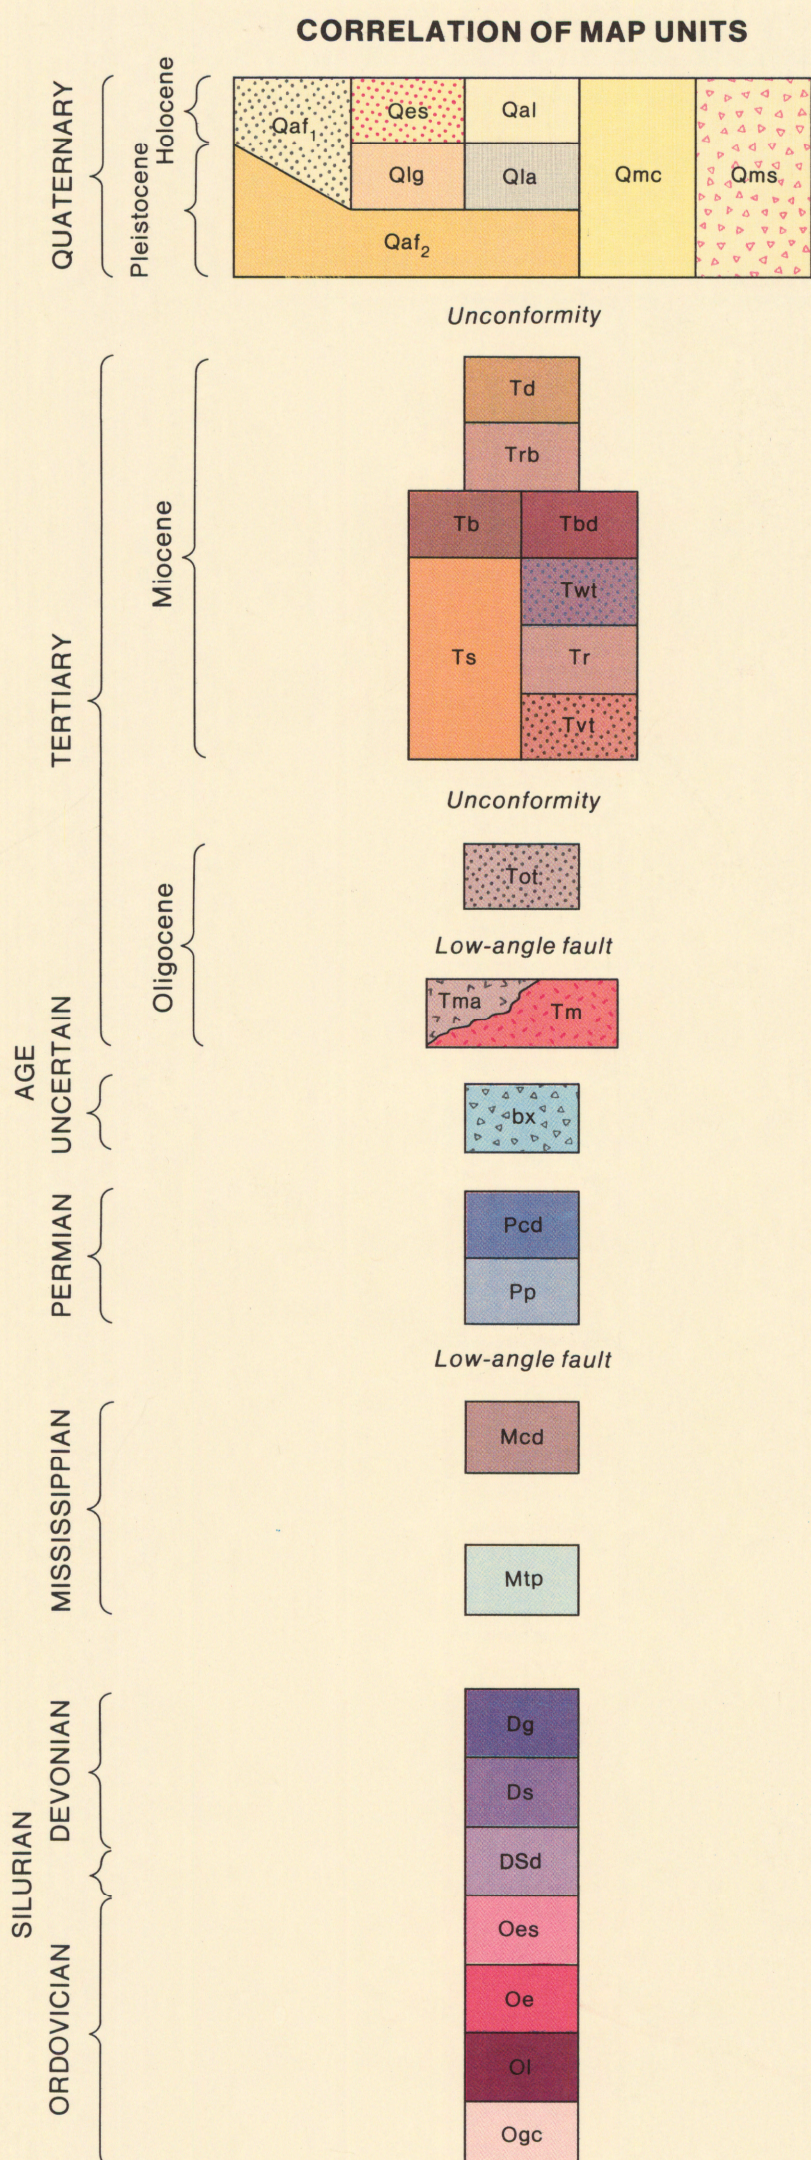 CORRELATION OF MAP UNITS
QUATERNARY
Holocene
Pleistocene
Qaf1
Qes
Qal
Qlg
Qla
Qmc
Qms
Qaf2
Unconformity
TERTIARY
Miocene
Td
Trb
Tb
Tbd
Twt
Ts
Tr
Tvt
Unconformity
Oligocene
Tot
Low-angle fault
Tma
Tm
AGE
UNCERTAIN
bx
PERMIAN
Pcd
Pp
Low-angle fault
MISSISSIPPIAN
Mcd
Mtp
DEVONIAN
Dg
Ds
SILURIAN
DSd
ORDOVICIAN
Oes
Oe
Ol
Ogc